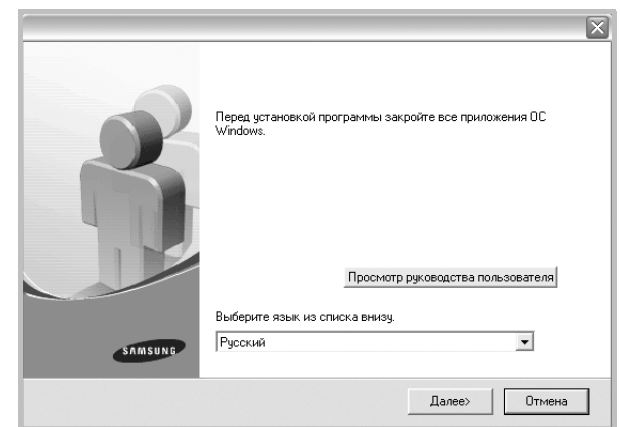 Перед установкой программы закройте все приложения ОС
Windows.
Просмотр руководства пользователя
Выберите язык из списка внизу.
Русский
SAMSUNG
Далее>
Отмена